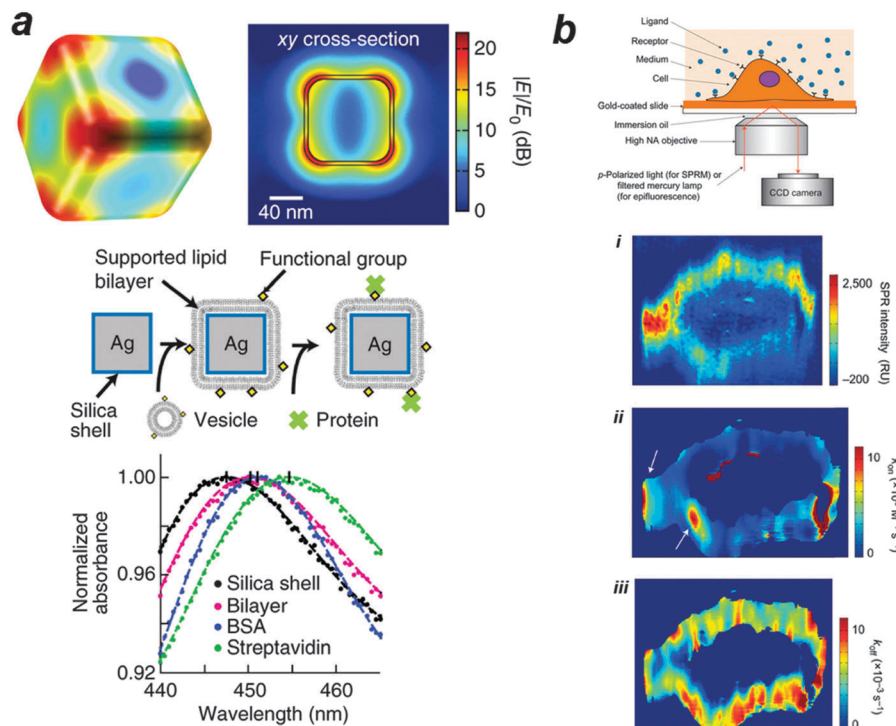 a
xy cross-section
40 nm
20
15
10
5
0
|E|/E0 (dB)
Supported lipid
bilayer
Functional group
Ag
Ag
Ag
Silica
shell
Vesicle
Protein
1.00
0.96
0.92
Normalized
absorbance
Silica shell
Bilayer
BSA
Streptavidin
440
450
460
Wavelength (nm)
b
Ligand
Receptor
Medium
Cell
Gold-coated slide
Immersion oil
High NA objective
p-Polarized light (for SPRM) or
filtered mercury lamp
(for epifluorescence)
CCD camera
i
2,500
–200
SPR intensity
(RU)
ii
10
0
iii
10
0
koff (×10−3 s−1)